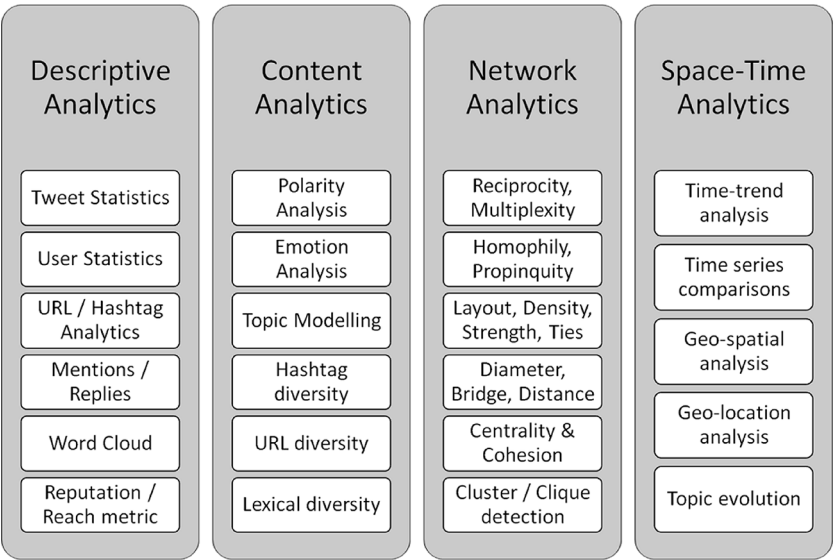 Descriptive
Analytics
Tweet Statistics
User Statistics
URL / Hashtag
Analytics
Mentions /
Replies
Word Cloud
Reputation /
Reach metric
Content
Analytics
Polarity
Analysis
Emotion
Analysis
Topic Modelling
Hashtag
diversity
URL diversity
Lexical diversity
Network
Analytics
Reciprocity,
Multiplexity
Homophily,
Propinquity
Layout, Density,
Strength, Ties
Diameter,
Bridge, Distance
Centrality &
Cohesion
Cluster / Clique
detection
Space-Time
Analytics
Time-trend
analysis
Time series
comparisons
Geo-spatial
analysis
Geo-location
analysis
Topic evolution